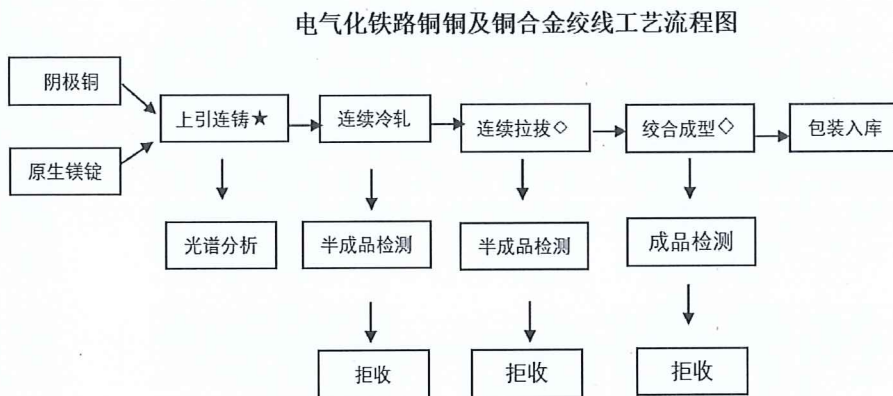 电气化铁路铜铜及铜合金绞线工艺流程图
阴极铜
原生镁锭
上引连铸★
连续冷轧
连续拉拔◇
绞合成型◇
包装入库
光谱分析
半成品检测
半成品检测
成品检测
拒收
拒收
拒收